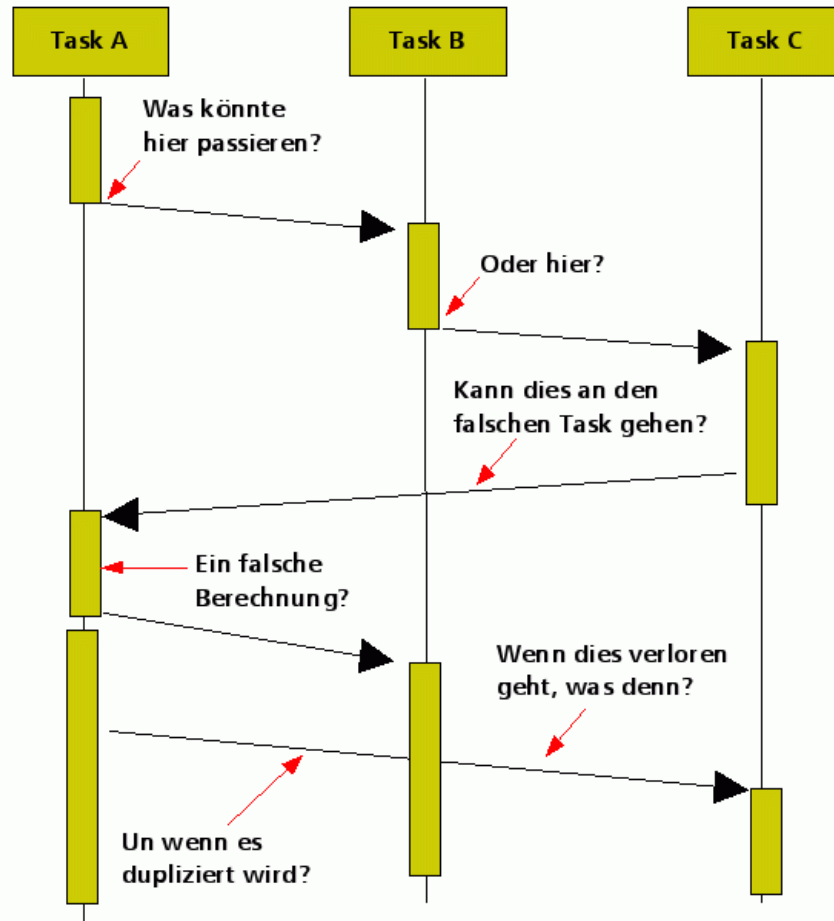 Task A
Task B
Task C
Was könnte
hier passieren?
Oder hier?
Kann dies an den
falschen Task gehen?
Ein falsche
Berechnung?
Wenn dies verloren
geht, was denn?
Un wenn es
dupliziert wird?